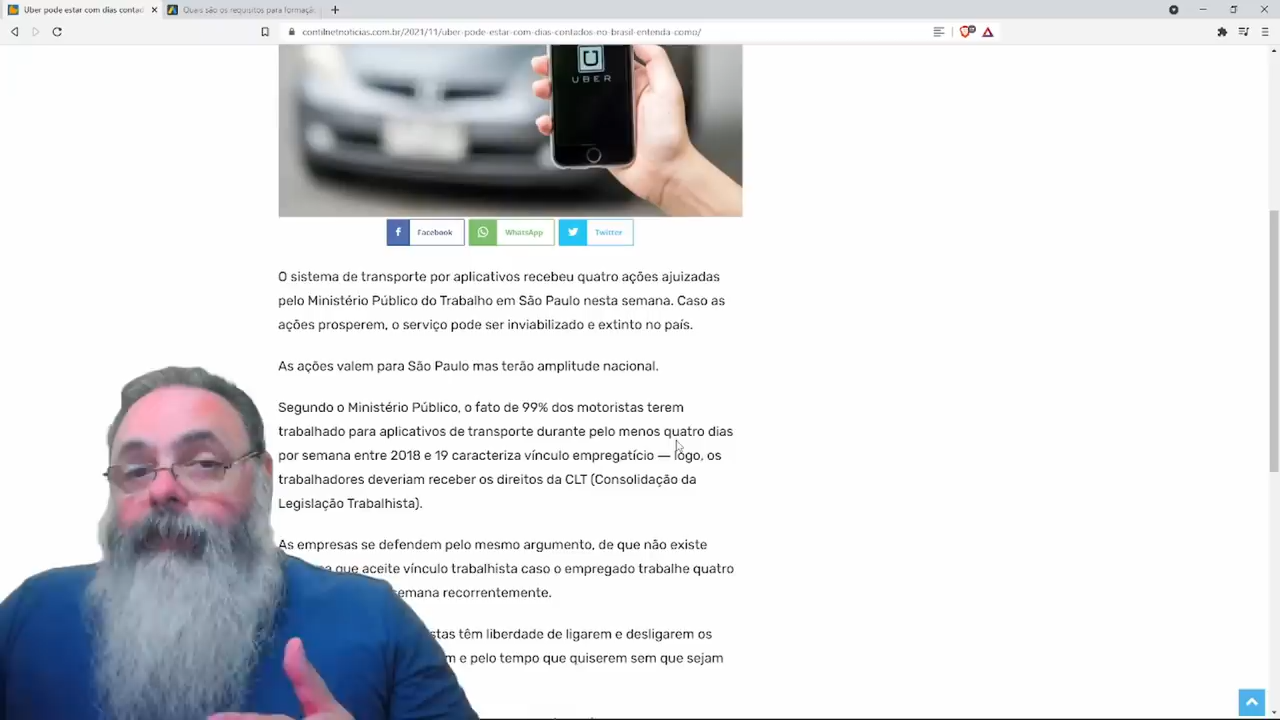 Uber pode estar com dias contad
Quais são os requisitos para formaçã
contilnetnoticias.com.br/2021/11/uber-pode-estar-com-dias-contados-no-brasil-entenda-como/
UBER
Facebook
WhatsApp
Twitter
O sistema de transporte por aplicativos recebeu quatro ações ajuizadas
pelo Ministério Público do Trabalho em São Paulo nesta semana. Caso as
ações prosperem, o serviço pode ser inviabilizado e extinto no país.
As ações valem para São Paulo mas terão amplitude nacional.
Segundo o Ministério Público, o fato de 99% dos motoristas terem
trabalhado para aplicativos de transporte durante pelo menos quatro dias
por semana entre 2018 e 19 caracteriza vínculo empregatício — logo, os
trabalhadores deveriam receber os direitos da CLT (Consolidação da
Legislação Trabalhista).
As empresas se defendem pelo mesmo argumento, de que não existe
que aceite vínculo trabalhista caso o empregado trabalhe quatro
semana recorrentemente.
têm liberdade de ligarem e desligarem os
e pelo tempo que quiserem sem que sejam